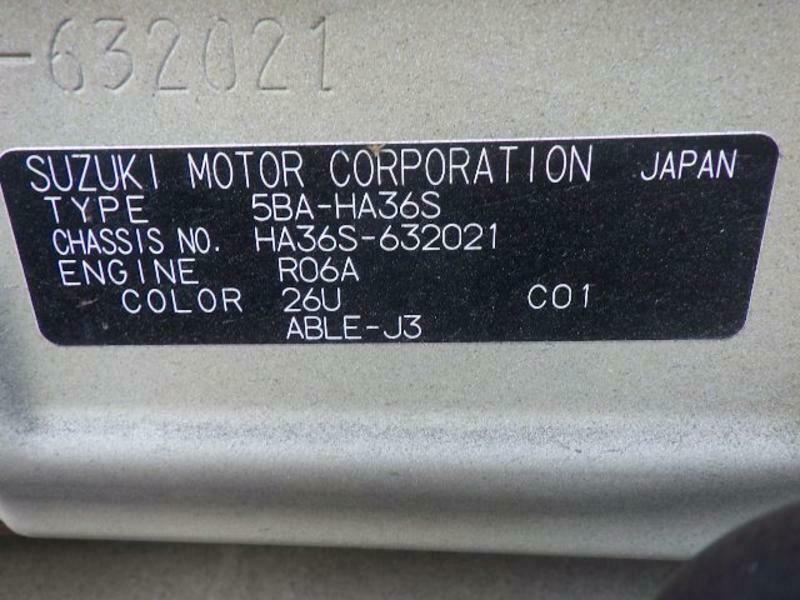 -632021
SUZUKI MOTOR CORPORATION JAPAN
TYPE 5BA-HA36S
CHASSIS NO. HA36S-632021
ENGINE R06A
COLOR 26U C01
ABLE-J3